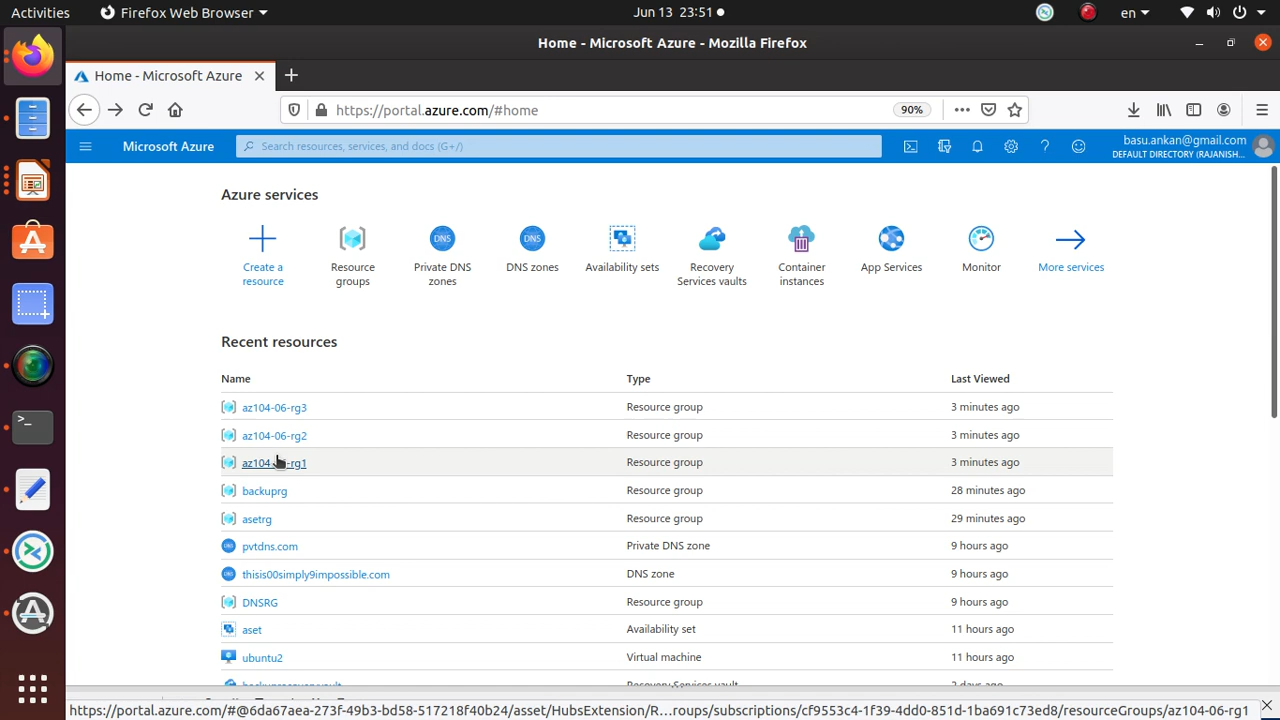 Activities Firefox Web Browser Jun 13 23:51 en
Home - Microsoft Azure - Mozilla Firefox
Home - Microsoft Azure
https://portal.azure.com/#home 90%
Microsoft Azure Search resources, services, and docs (G+/) basu.ankan@gmail.com
DEFAULT DIRECTORY (RAJANISH...
Azure services
Create a resource
Resource groups
Private DNS zones
DNS zones
Availability sets
Recovery Services vaults
Container instances
App Services
Monitor
More services
Recent resources
Name Type Last Viewed
az104-06-rg3 Resource group 3 minutes ago
az104-06-rg2 Resource group 3 minutes ago
az104 -rg1 Resource group 3 minutes ago
backuprg Resource group 28 minutes ago
asetrg Resource group 29 minutes ago
pvtdns.com Private DNS zone 9 hours ago
thisis00simply9impossible.com DNS zone 9 hours ago
DNSRG Resource group 9 hours ago
aset Availability set 11 hours ago
ubuntu2 Virtual machine 11 hours ago
Recovery Services vault 2 days ago
https://portal.azure.com/#@6da67aea-273f-49b3-bd58-517218f40b24/asset/HubsExtension/R...roups/subscriptions/cf9553c4-1f39-4dd0-851d-1ba691c73ed8/resourceGroups/az104-06-rg1